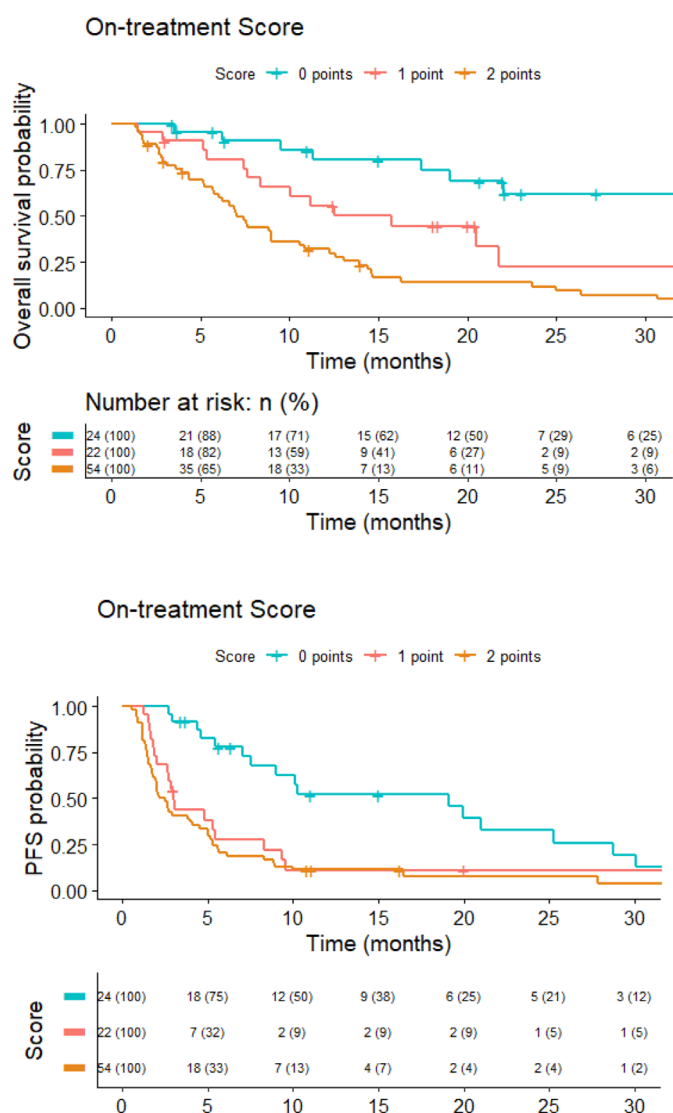 On-treatment Score
Score 0 points 1 point 2 points
Overall survival probability
1.00
0.75
0.50
0.25
0.00
0 5 10 15 20 25 30
Time (months)
Number at risk: n (%)
Score
24 (100) 21 (88) 17 (71) 15 (62) 12 (50) 7 (29) 6 (25)
22 (100) 18 (82) 13 (59) 9 (41) 6 (27) 2 (9) 2 (9)
54 (100) 35 (65) 18 (33) 7 (13) 6 (11) 5 (9) 3 (6)
0 5 10 15 20 25 30
Time (months)
On-treatment Score
Score 0 points 1 point 2 points
PFS probability
1.00
0.75
0.50
0.25
0.00
0 5 10 15 20 25 30
Time (months)
Score
24 (100) 18 (75) 12 (50) 9 (38) 6 (25) 5 (21) 3 (12)
22 (100) 7 (32) 2 (9) 2 (9) 2 (9) 1 (5) 1 (5)
54 (100) 18 (33) 7 (13) 4 (7) 2 (4) 2 (4) 1 (2)
0 5 10 15 20 25 30